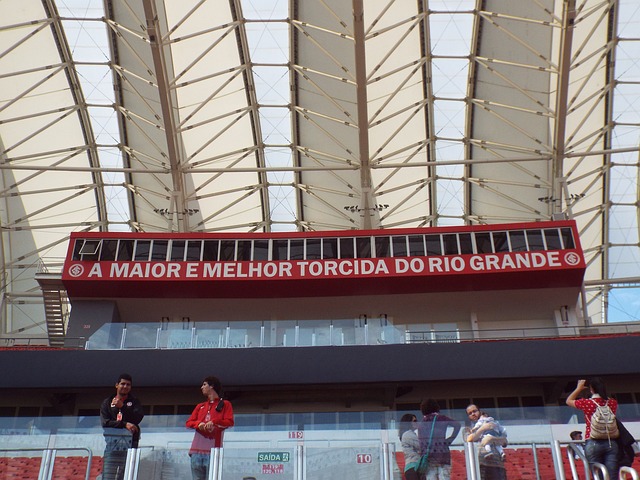 A MAIOR E MELHOR TORCIDA DO RIO GRANDE
119
SAÍDA
10